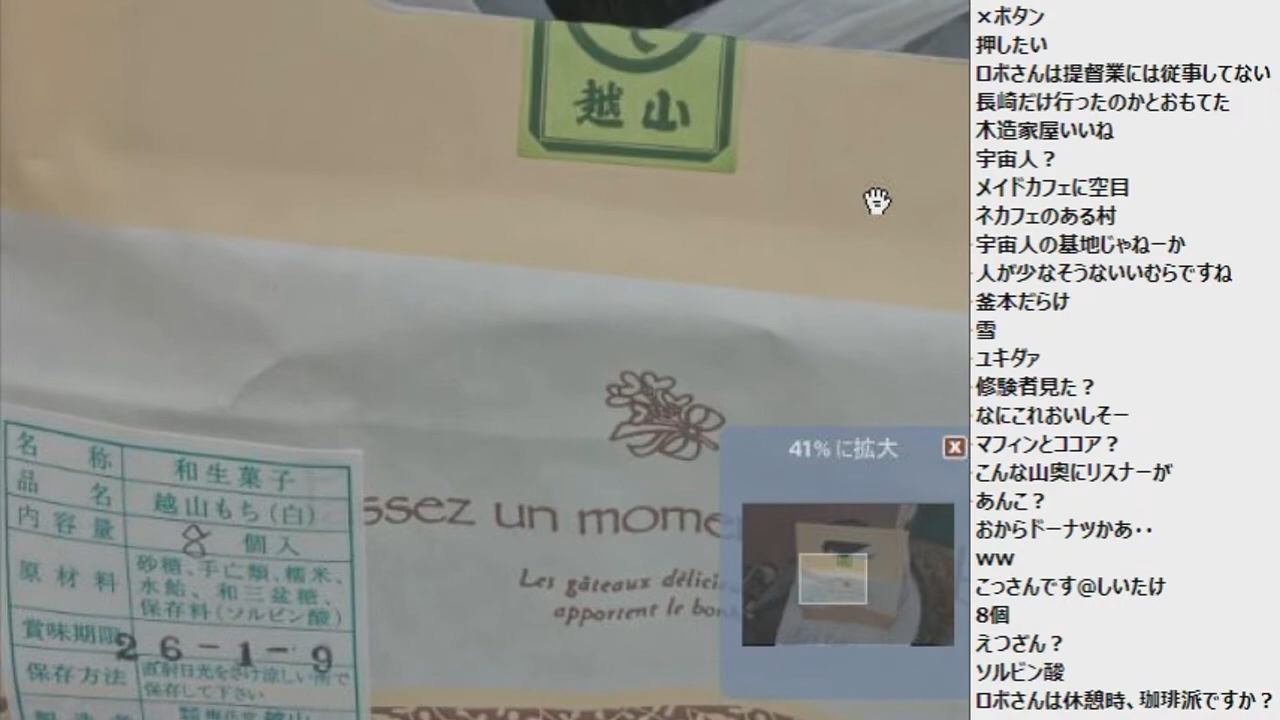 越山
名称 和生菓子
品名 越山もち(白)
内容量 8 個入
原材料 砂糖、手亡類、糯米、
水飴、和三盆糖、
保存料(ソルビン酸)
賞味期限 26-1-9
保存方法 直射日光をさけ涼しい所で
保存して下さい
ssez un mome
Les gâteaux délici
apportent le bon
41% に拡大
×ボタン
押したい
ロボさんは提督業には従事してない
長崎だけ行ったのかとおもてた
木造家屋いいね
宇宙人？
メイドカフェに空目
ネカフェのある村
宇宙人の基地じゃねーか
人が少なそうないいむらですね
釜本だらけ
雪
ユキダァ
修験者見た？
なにこれおいしそー
マフィンとココア？
こんな山奥にリスナーが
あんこ？
おからドーナツかあ‥
ww
こっさんです@しいたけ
8個
えつざん？
ソルビン酸
ロボさんは休憩時、珈琲派ですか？